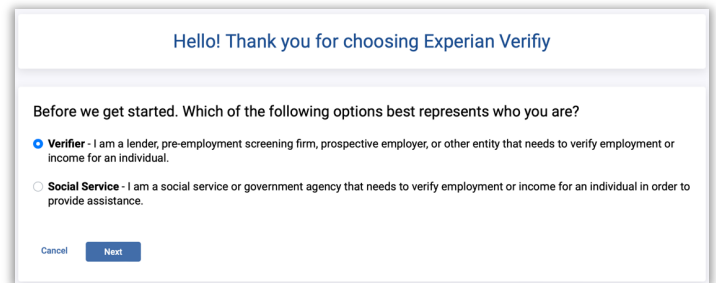 Hello! Thank you for choosing Experian Verifiy
Before we get started. Which of the following options best represents who you are?
Verifier - I am a lender, pre-employment screening firm, prospective employer, or other entity that needs to verify employment or
income for an individual.
Social Service - I am a social service or government agency that needs to verify employment or income for an individual in order to
provide assistance.
Cancel Next